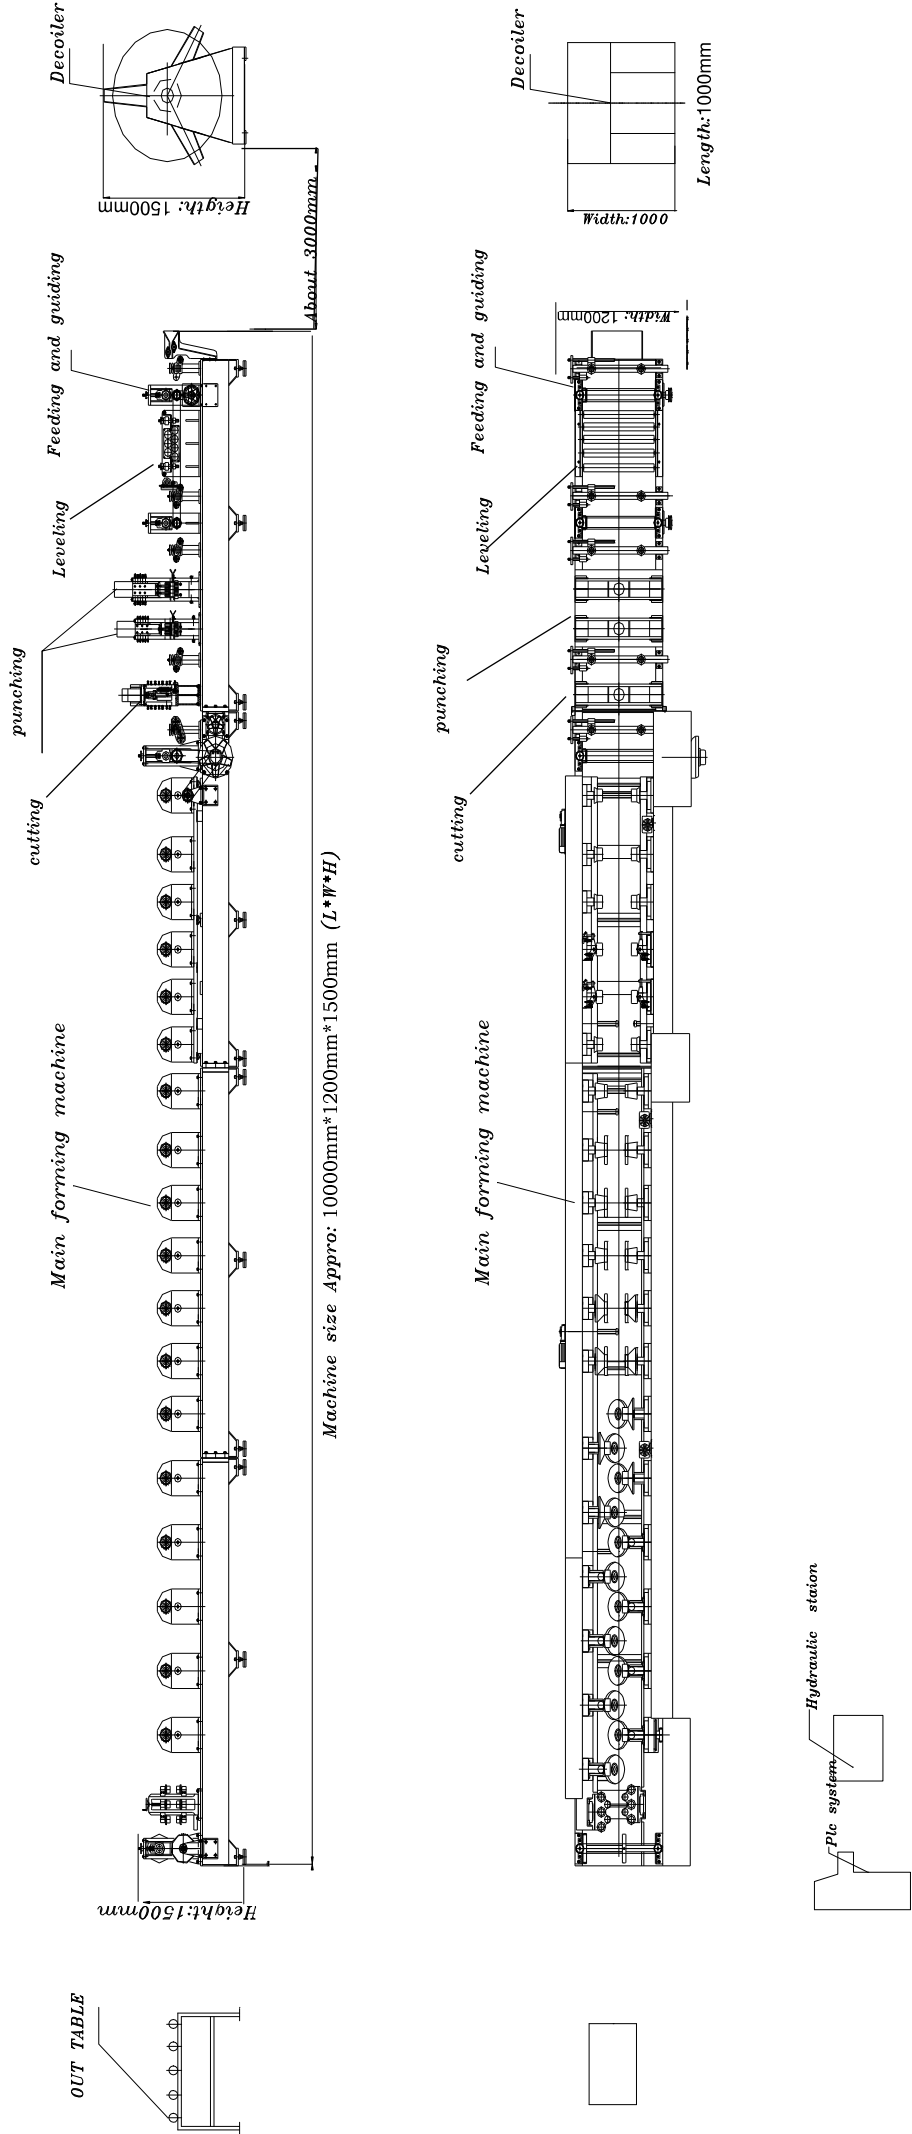 Decoiler
Heigth: 1500mm
About 3000mm
Feeding and guiding
Leveling
punching
cutting
Main forming machine
Machine size Appro: 10000mm*1200mm*1500mm (L*W*H)
Height:1500mm
OUT TABLE
Decoiler
Length:1000mm
Width:1000
Width: 1200mm
Feeding and guiding
Leveling
punching
cutting
Main forming machine
Hydraulic staion
Plc system